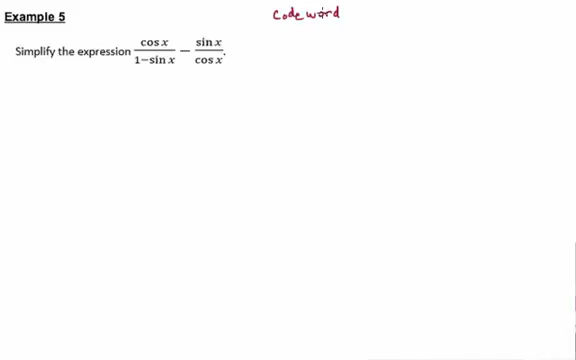 Example 5 Code word
Simplify the expression cos x / 1−sin x − sin x / cos x.